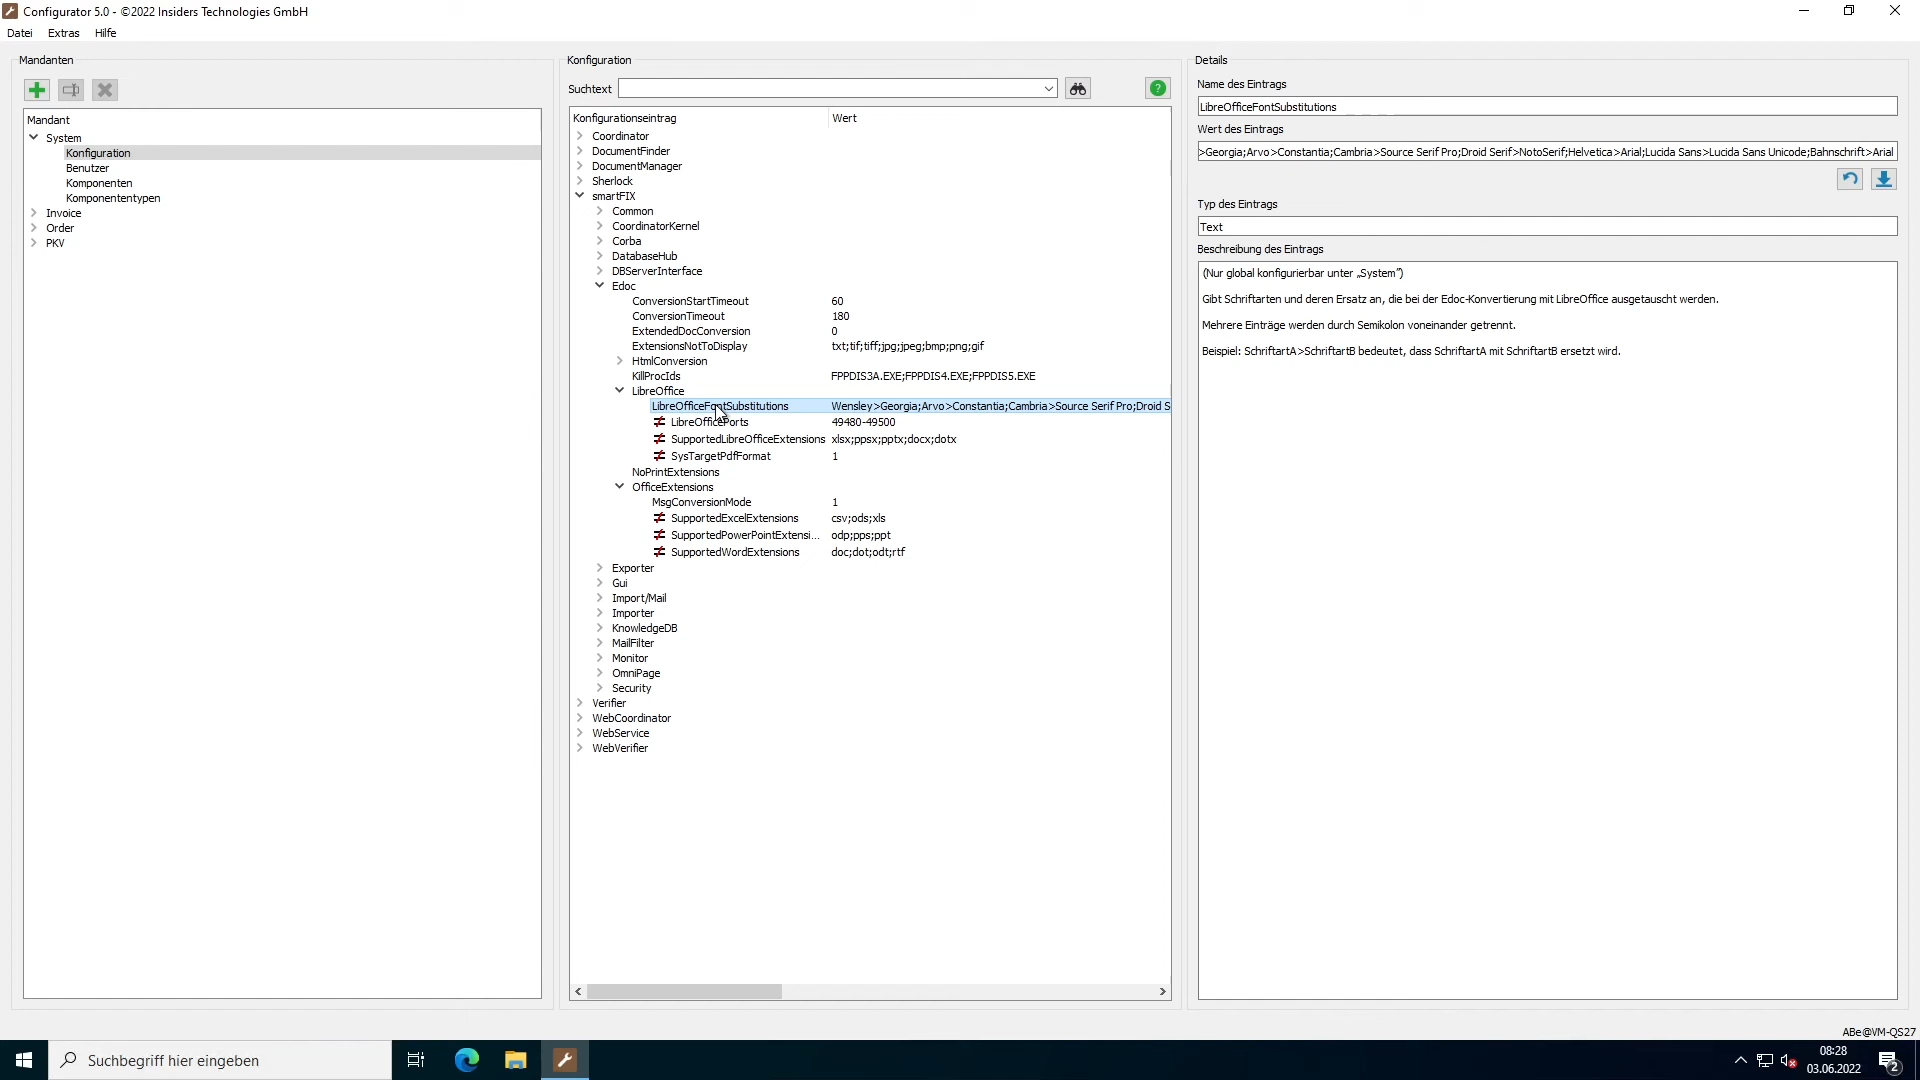 Configurator 5.0 - ©2022 Insiders Technologies GmbH
Datei Extras Hilfe
Mandanten
Mandant
System
Konfiguration
Benutzer
Komponenten
Komponententypen
Invoice
Order
PKV
Konfiguration
Suchtext
Konfigurationseintrag Wert
Coordinator
DocumentFinder
DocumentManager
Sherlock
smartFIX
Common
CoordinatorKernel
Corba
DatabaseHub
DBServerInterface
Edoc
ConversionStartTimeout 60
ConversionTimeout 180
ExtendedDocConversion 0
ExtensionsNotToDisplay txt;tif;tiff;jpg;jpeg;bmp;png;gif
HtmlConversion
KillProcIds FPPDIS3A.EXE;FPPDIS4.EXE;FPPDIS5.EXE
LibreOffice
LibreOfficeFontSubstitutions Wensley>Georgia;Arvo>Constantia;Cambria>Source Serif Pro;Droid S
LibreOfficePorts 49480-49500
SupportedLibreOfficeExtensions xlsx;ppsx;pptx;docx;dotx
SysTargetPdfFormat 1
NoPrintExtensions
OfficeExtensions
MsgConversionMode 1
SupportedExcelExtensions csv;ods;xls
SupportedPowerPointExtensi... odp;pps;ppt
SupportedWordExtensions doc;dot;odt;rtf
Exporter
Gui
Import/Mail
Importer
KnowledgeDB
MailFilter
Monitor
OmniPage
Security
Verifier
WebCoordinator
WebService
WebVerifier
Details
Name des Eintrags
LibreOfficeFontSubstitutions
Wert des Eintrags
>Georgia;Arvo>Constantia;Cambria>Source Serif Pro;Droid Serif>NotoSerif;Helvetica>Arial;Lucida Sans>Lucida Sans Unicode;Bahnschrift>Arial
Typ des Eintrags
Text
Beschreibung des Eintrags
(Nur global konfigurierbar unter „System")
Gibt Schriftarten und deren Ersatz an, die bei der Edoc-Konvertierung mit LibreOffice ausgetauscht werden.
Mehrere Einträge werden durch Semikolon voneinander getrennt.
Beispiel: SchriftartA>SchriftartB bedeutet, dass SchriftartA mit SchriftartB ersetzt wird.
ABe@VM-QS27
Suchbegriff hier eingeben
08:28
03.06.2022
2